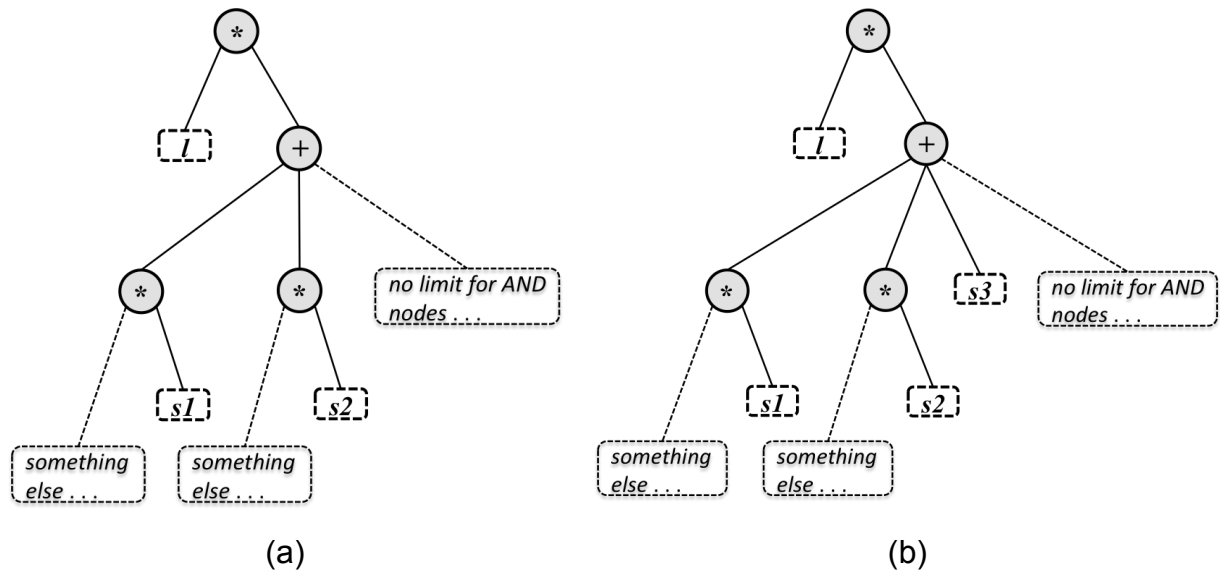 *
l
+
*
*
no limit for AND
nodes . . .
s1
s2
something
else . . .
something
else . . .
(a)
*
l
+
*
*
s3
no limit for AND
nodes . . .
s1
s2
something
else . . .
something
else . . .
(b)